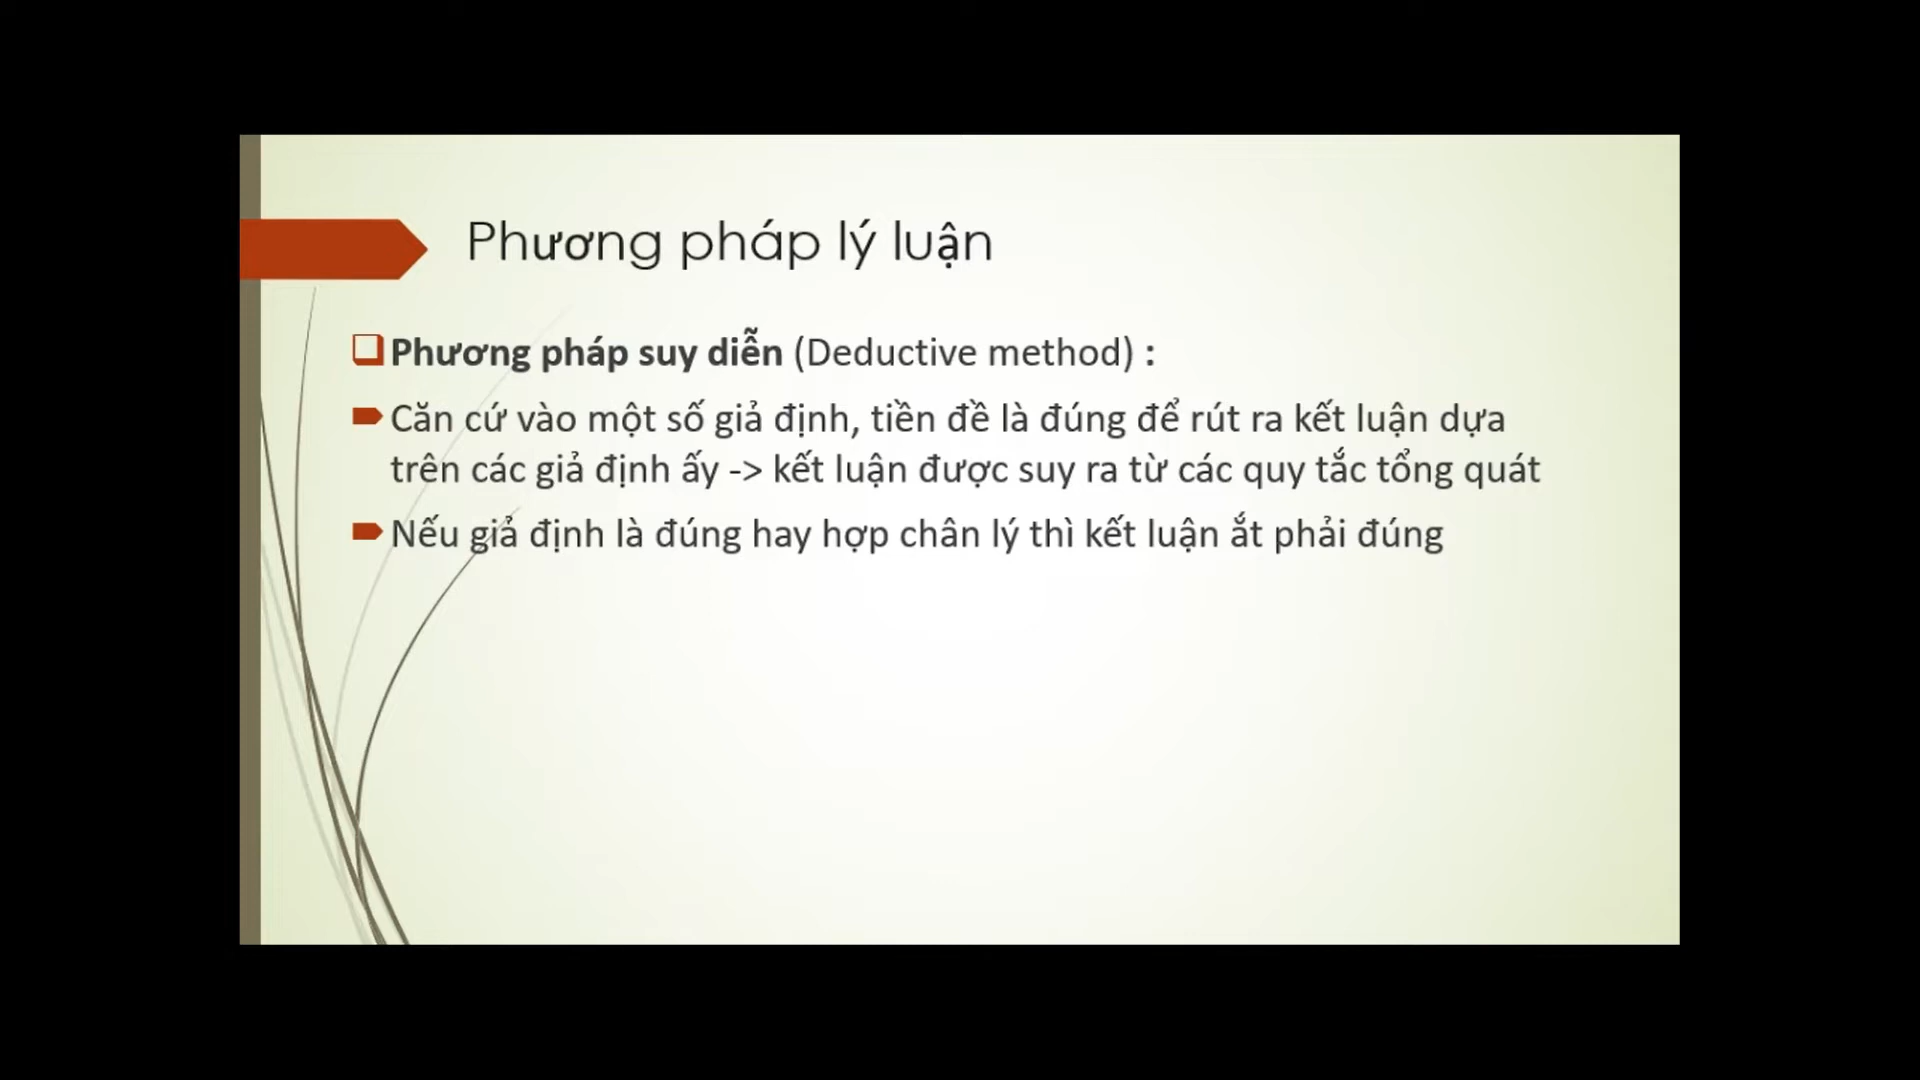 Phương pháp lý luận
Phương pháp suy diễn (Deductive method) :
Căn cứ vào một số giả định, tiền đề là đúng để rút ra kết luận dựa
trên các giả định ấy -> kết luận được suy ra từ các quy tắc tổng quát
Nếu giả định là đúng hay hợp chân lý thì kết luận ắt phải đúng